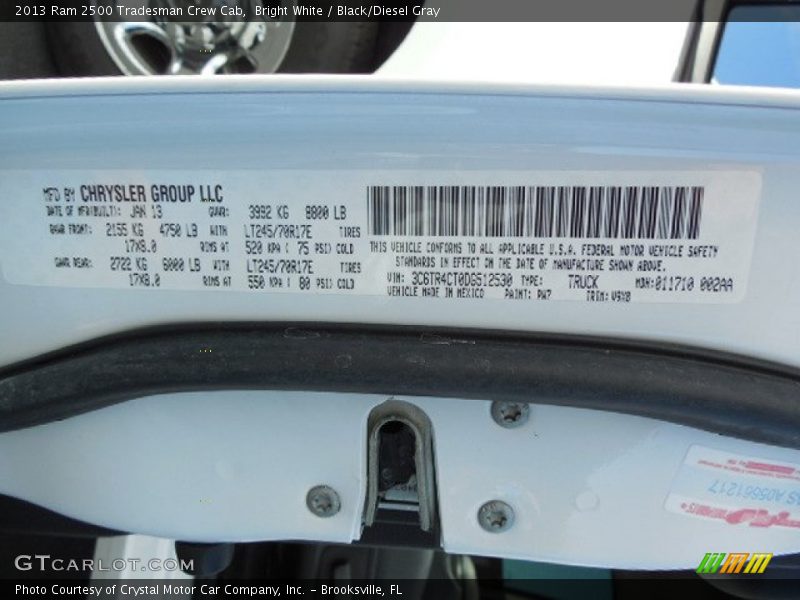 2013 Ram 2500 Tradesman Crew Cab,  Bright White / Black/Diesel Gray
MFD BY CHRYSLER GROUP LLC
DATE OF MFR(BUILT): JAN 13 GVWR: 3992 KG 8800 LB
GAWR FRONT: 2155 KG 4750 LB WITH LT245/70R17E TIRES
17X8.0 RIMS AT 520 KPA ( 75 PSI) COLD
GAWR REAR: 2722 KG 6000 LB WITH LT245/70R17E TIRES
17X8.0 RIMS AT 550 KPA ( 80 PSI) COLD
THIS VEHICLE CONFORMS TO ALL APPLICABLE U.S.A. FEDERAL MOTOR VEHICLE SAFETY
STANDARDS IN EFFECT ON THE DATE OF MANUFACTURE SHOWN ABOVE.
VIN: 3C6TR4CT0DG512530 TYPE: TRUCK MDH:011710 002AA
VEHICLE MADE IN MEXICO PAINT: PW7 TRIM: V9X8
A05561217
GTCARLOT.COM
Photo Courtesy of Crystal Motor Car Company, Inc. – Brooksville, FL